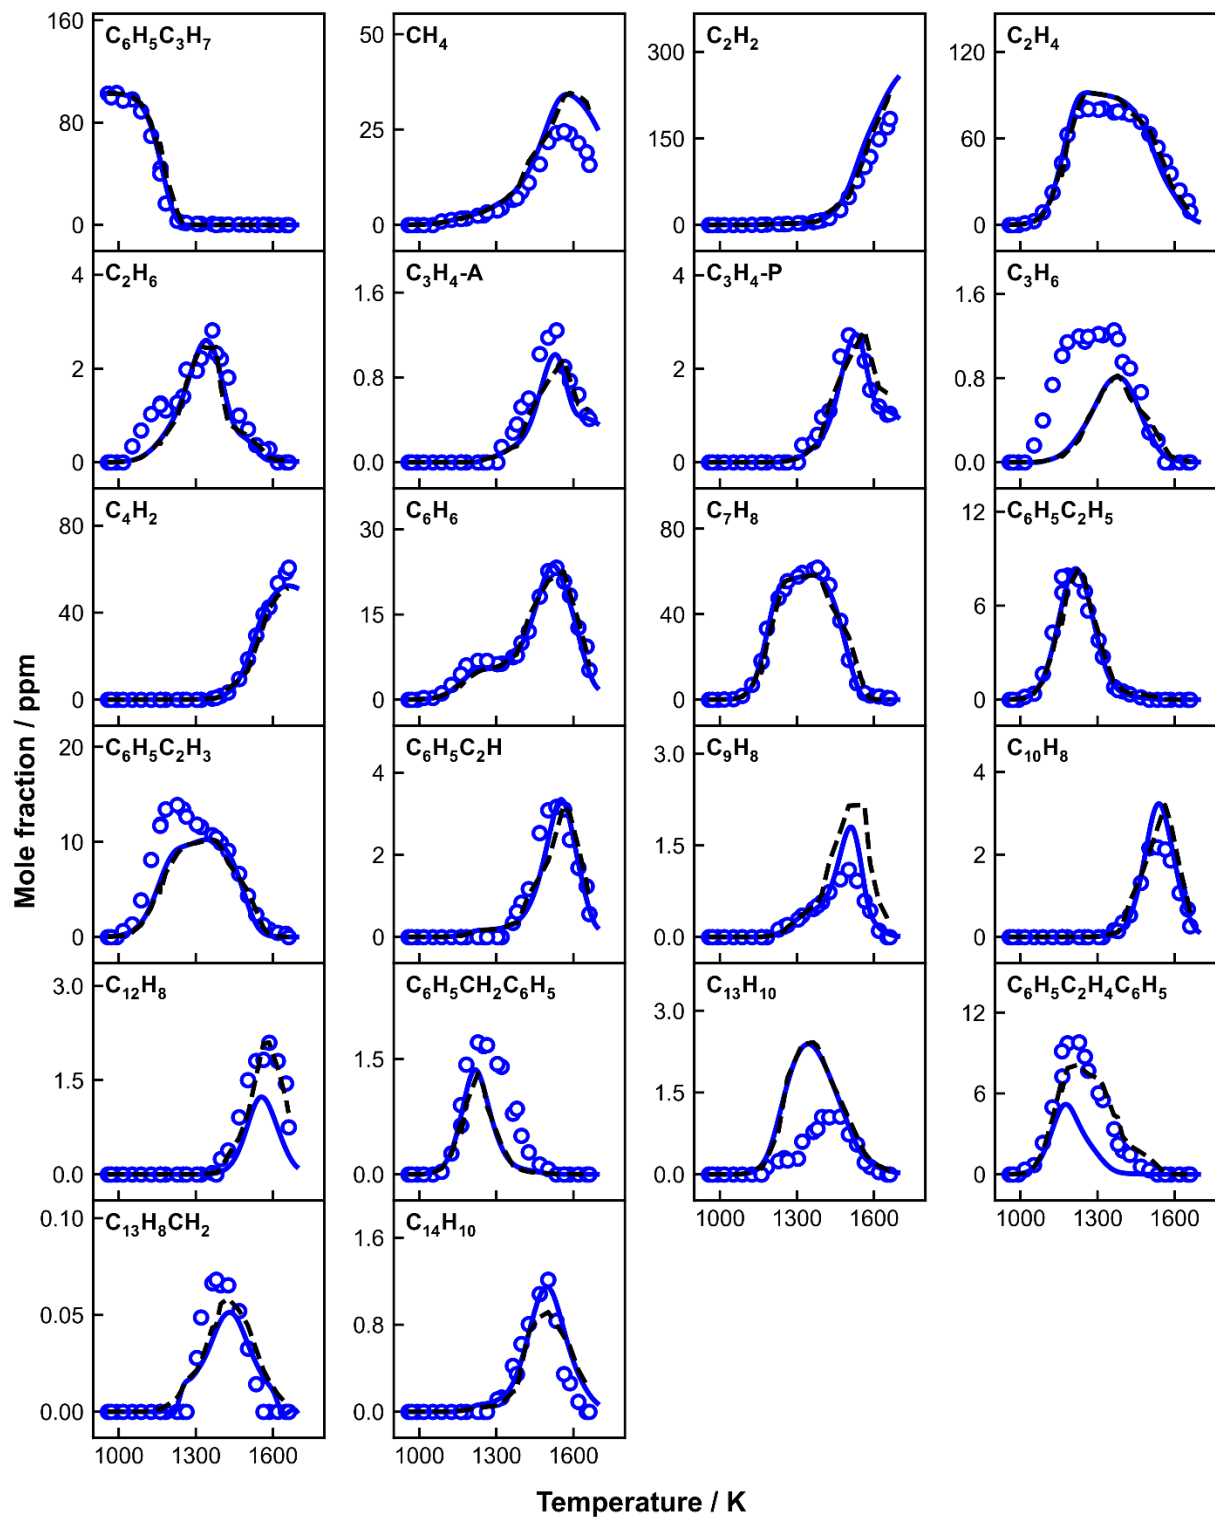 C₆H₅C₃H₇
160
80
0
CH₄
50
25
0
C₂H₂
300
150
0
C₂H₄
120
60
0
C₂H₆
4
2
0
C₃H₄-A
1.6
0.8
0.0
C₃H₄-P
4
2
0
C₃H₆
1.6
0.8
0.0
C₄H₂
80
40
0
C₆H₆
30
15
0
C₇H₈
80
40
0
C₆H₅C₂H₅
12
6
0
C₆H₅C₂H₃
20
10
0
C₆H₅C₂H
4
2
0
C₉H₈
3.0
1.5
0.0
C₁₀H₈
4
2
0
C₁₂H₈
3.0
1.5
0.0
C₆H₅CH₂C₆H₅
1.5
0.0
C₁₃H₁₀
3.0
1.5
0.0
1000 1300 1600
C₆H₅C₂H₄C₆H₅
12
6
0
1000 1300 1600
C₁₃H₈CH₂
0.10
0.05
0.00
1000 1300 1600
C₁₄H₁₀
1.6
0.8
0.0
1000 1300 1600
Mole fraction / ppm
Temperature / K